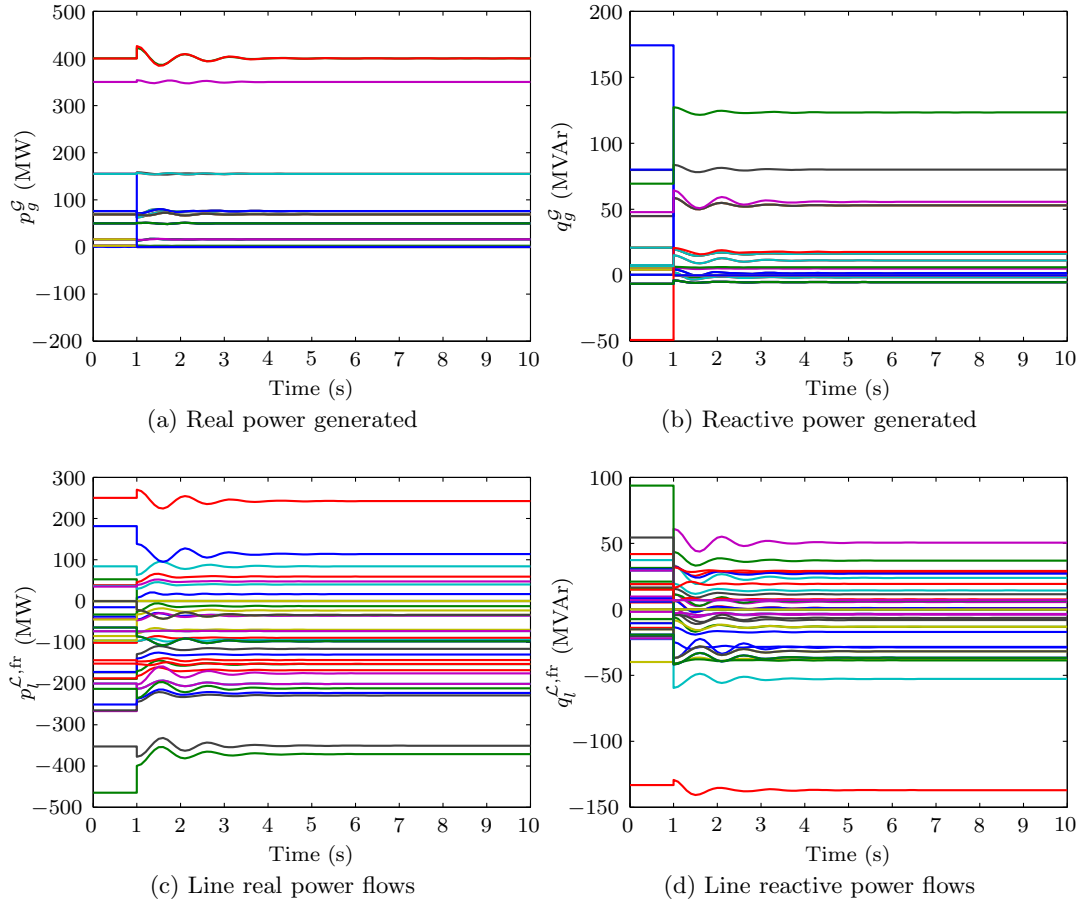 500
400
300
200
100
0
−100
−200
p_g^𝒢 (MW)
0 1 2 3 4 5 6 7 8 9 10
Time (s)
(a) Real power generated
200
150
100
50
0
−50
q_g^𝒢 (MVAr)
0 1 2 3 4 5 6 7 8 9 10
Time (s)
(b) Reactive power generated
300
200
100
0
−100
−200
−300
−400
−500
p_l^{ℒ,fr} (MW)
0 1 2 3 4 5 6 7 8 9 10
Time (s)
(c) Line real power flows
100
50
0
−50
−100
−150
q_l^{ℒ,fr} (MVAr)
0 1 2 3 4 5 6 7 8 9 10
Time (s)
(d) Line reactive power flows